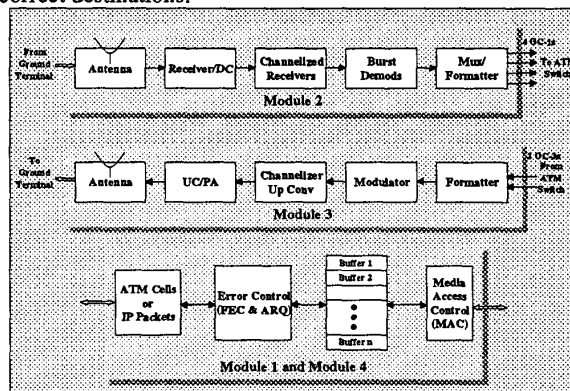 From
Ground
Terminal
Antenna
Receiver/DC
Channelized
Receivers
Burst
Demods
Mux/
Formatter
To ATM
Switch
Module 2
To
Ground
Terminal
Antenna
UC/PA
Channelizer
Up Conv
Modulator
Formatter
2 OC-3s
From
ATM
Switch
Module 3
ATM Cells
or
IP Packets
Error Control
(FEC & ARQ)
Buffer 1
Buffer 2
Buffer n
Media
Access
Control
(MAC)
Module 1 and Module 4